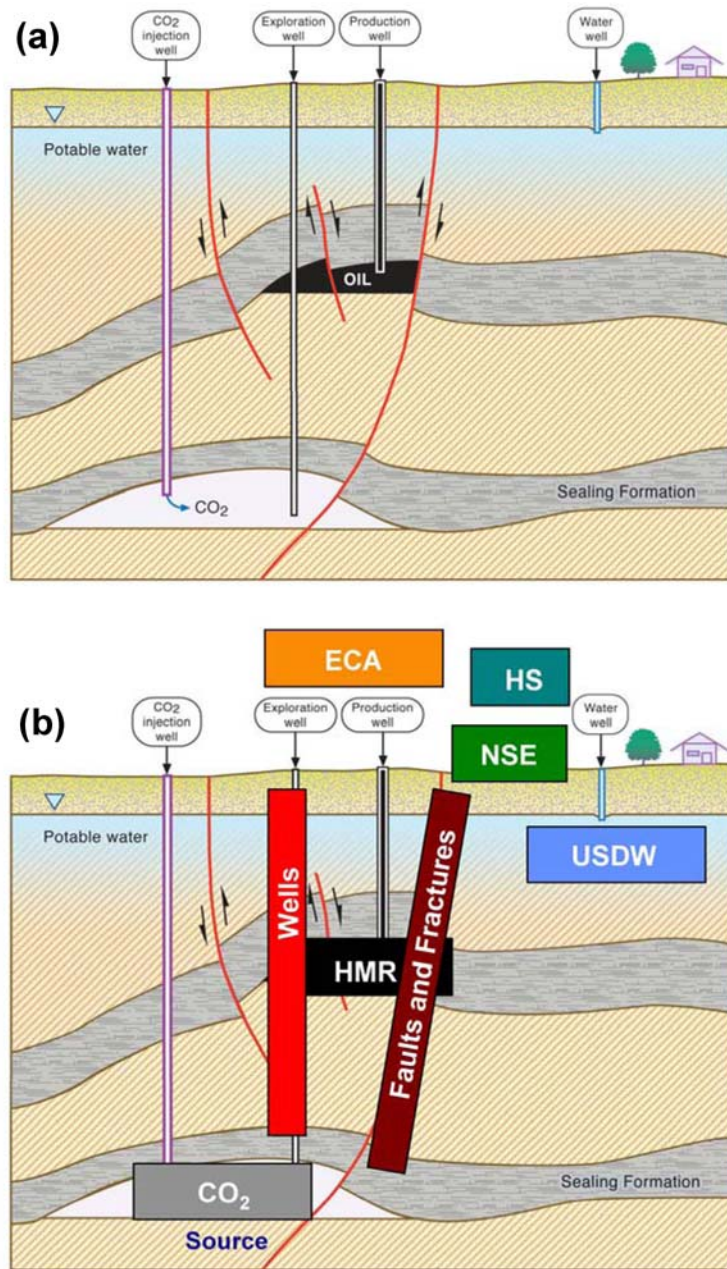 (a)
CO2
injection
well
Exploration
well
Production
well
Water
well
Potable water
OIL
CO2
Sealing Formation
ECA
HS
(b)
CO2
injection
well
Exploration
well
Production
well
Water
well
NSE
Potable water
USDW
Wells
HMR
Faults and Fractures
CO2
Sealing Formation
Source